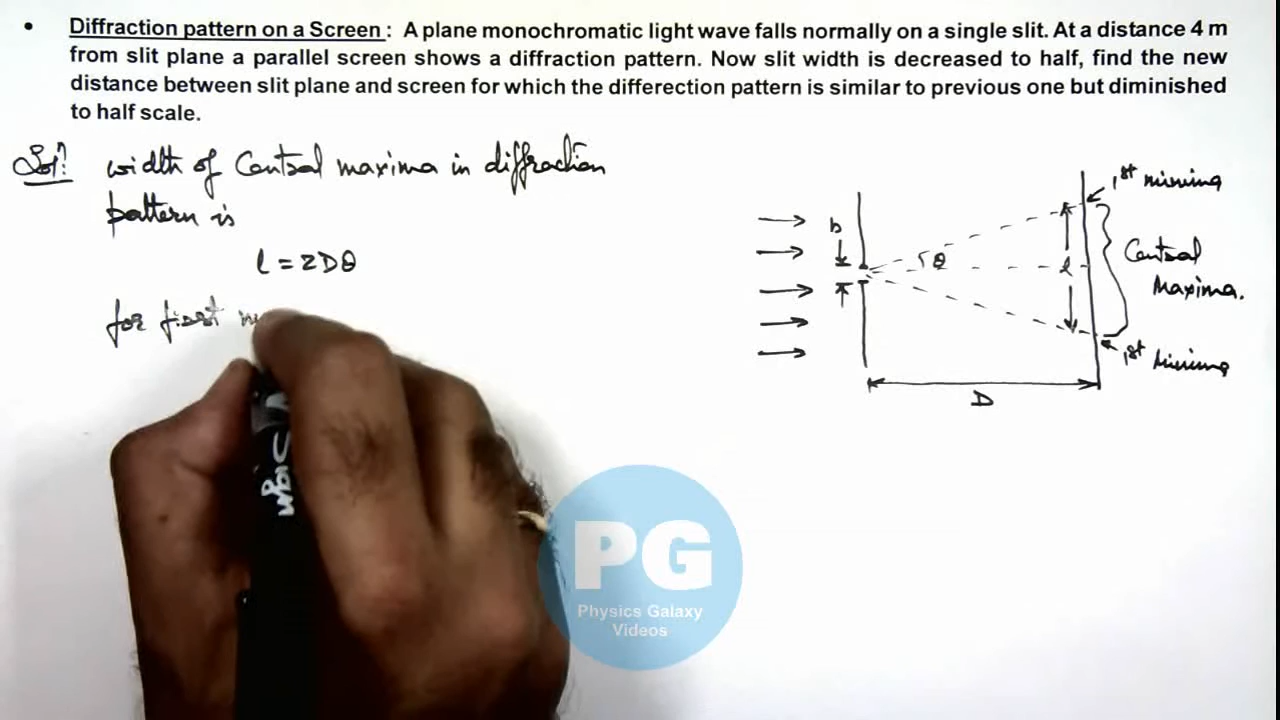 • Diffraction pattern on a Screen : A plane monochromatic light wave falls normally on a single slit. At a distance 4 m
from slit plane a parallel screen shows a diffraction pattern. Now slit width is decreased to half, find the new
distance between slit plane and screen for which the differection pattern is similar to previous one but diminished
to half scale.
Sol?
width of Central maxima in diffraction
pattern is
l = 2Dθ
for first
1st minima
b
θ
l
Central
Maxima.
1st Minima
D
Sign
PG
Physics Galaxy
Videos